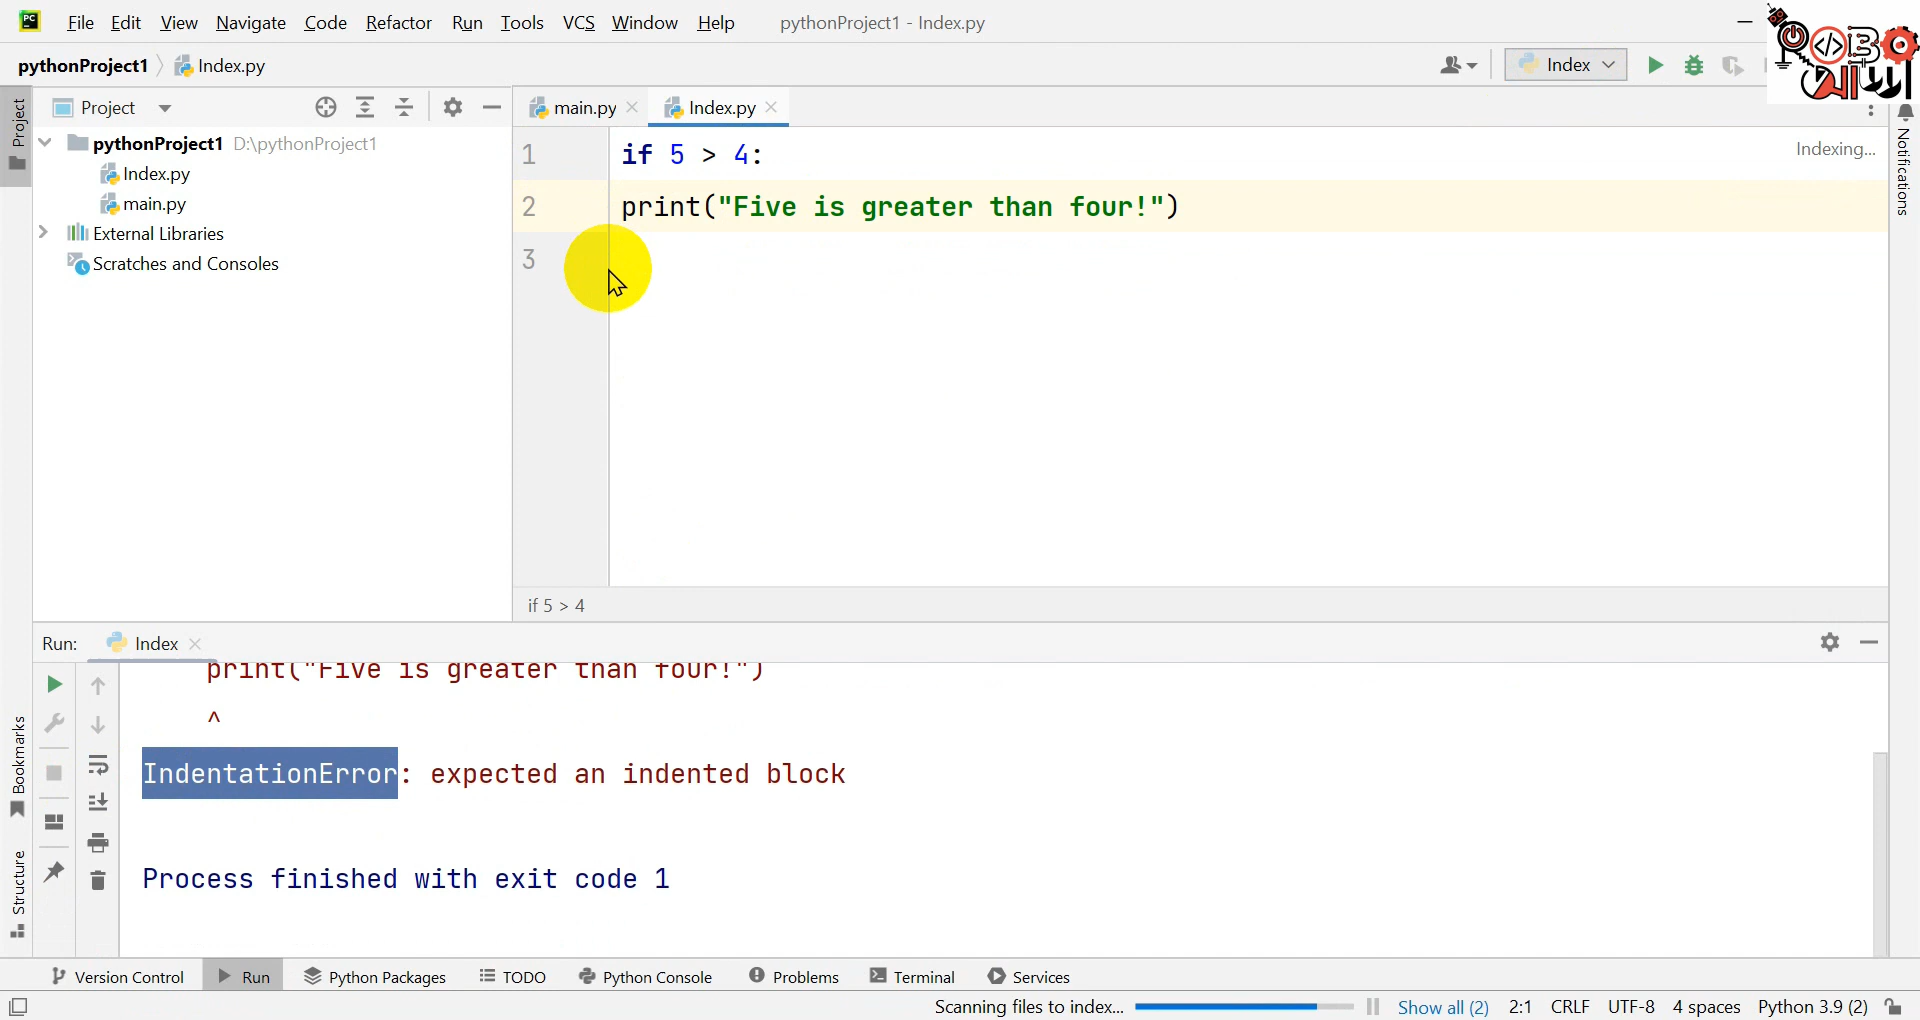 PC File Edit View Navigate Code Refactor Run Tools VCS Window Help pythonProject1 - Index.py
pythonProject1 Index.py Index
Project
main.py Index.py
Project
pythonProject1 D:\pythonProject1
Index.py
main.py
External Libraries
Scratches and Consoles
1 if 5 > 4:
2 print("Five is greater than four!")
3
Indexing...
Notifications
if 5 > 4
Run: Index
print("Five is greater than four!")
^
IndentationError: expected an indented block
Process finished with exit code 1
Bookmarks
Structure
Version Control Run Python Packages TODO Python Console Problems Terminal Services
Scanning files to index... Show all (2) 2:1 CRLF UTF-8 4 spaces Python 3.9 (2)